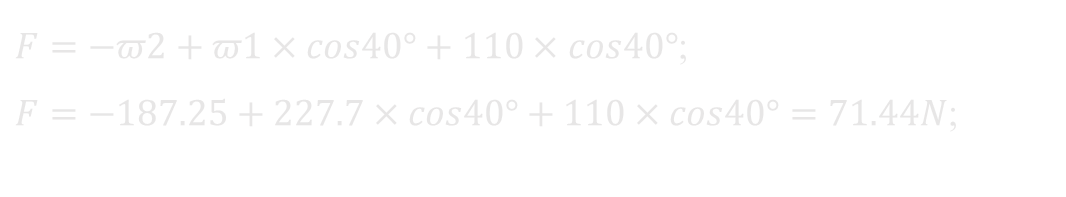 F = −ϖ2 + ϖ1 × cos40° + 110 × cos40°;
F = −187.25 + 227.7 × cos40° + 110 × cos40° = 71.44N;